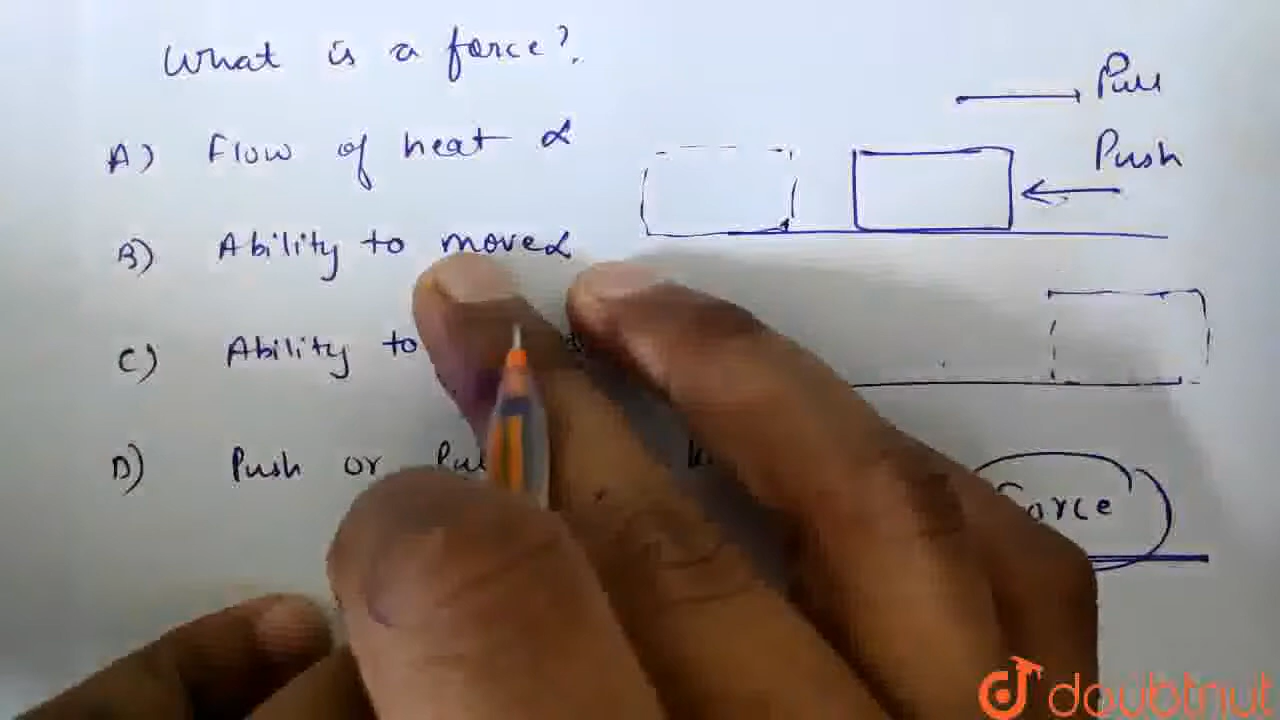 What is a force?
Pull
A) Flow of heat
Push
B) Ability to move
C) Ability to
D) Push or
Force
doubtnut